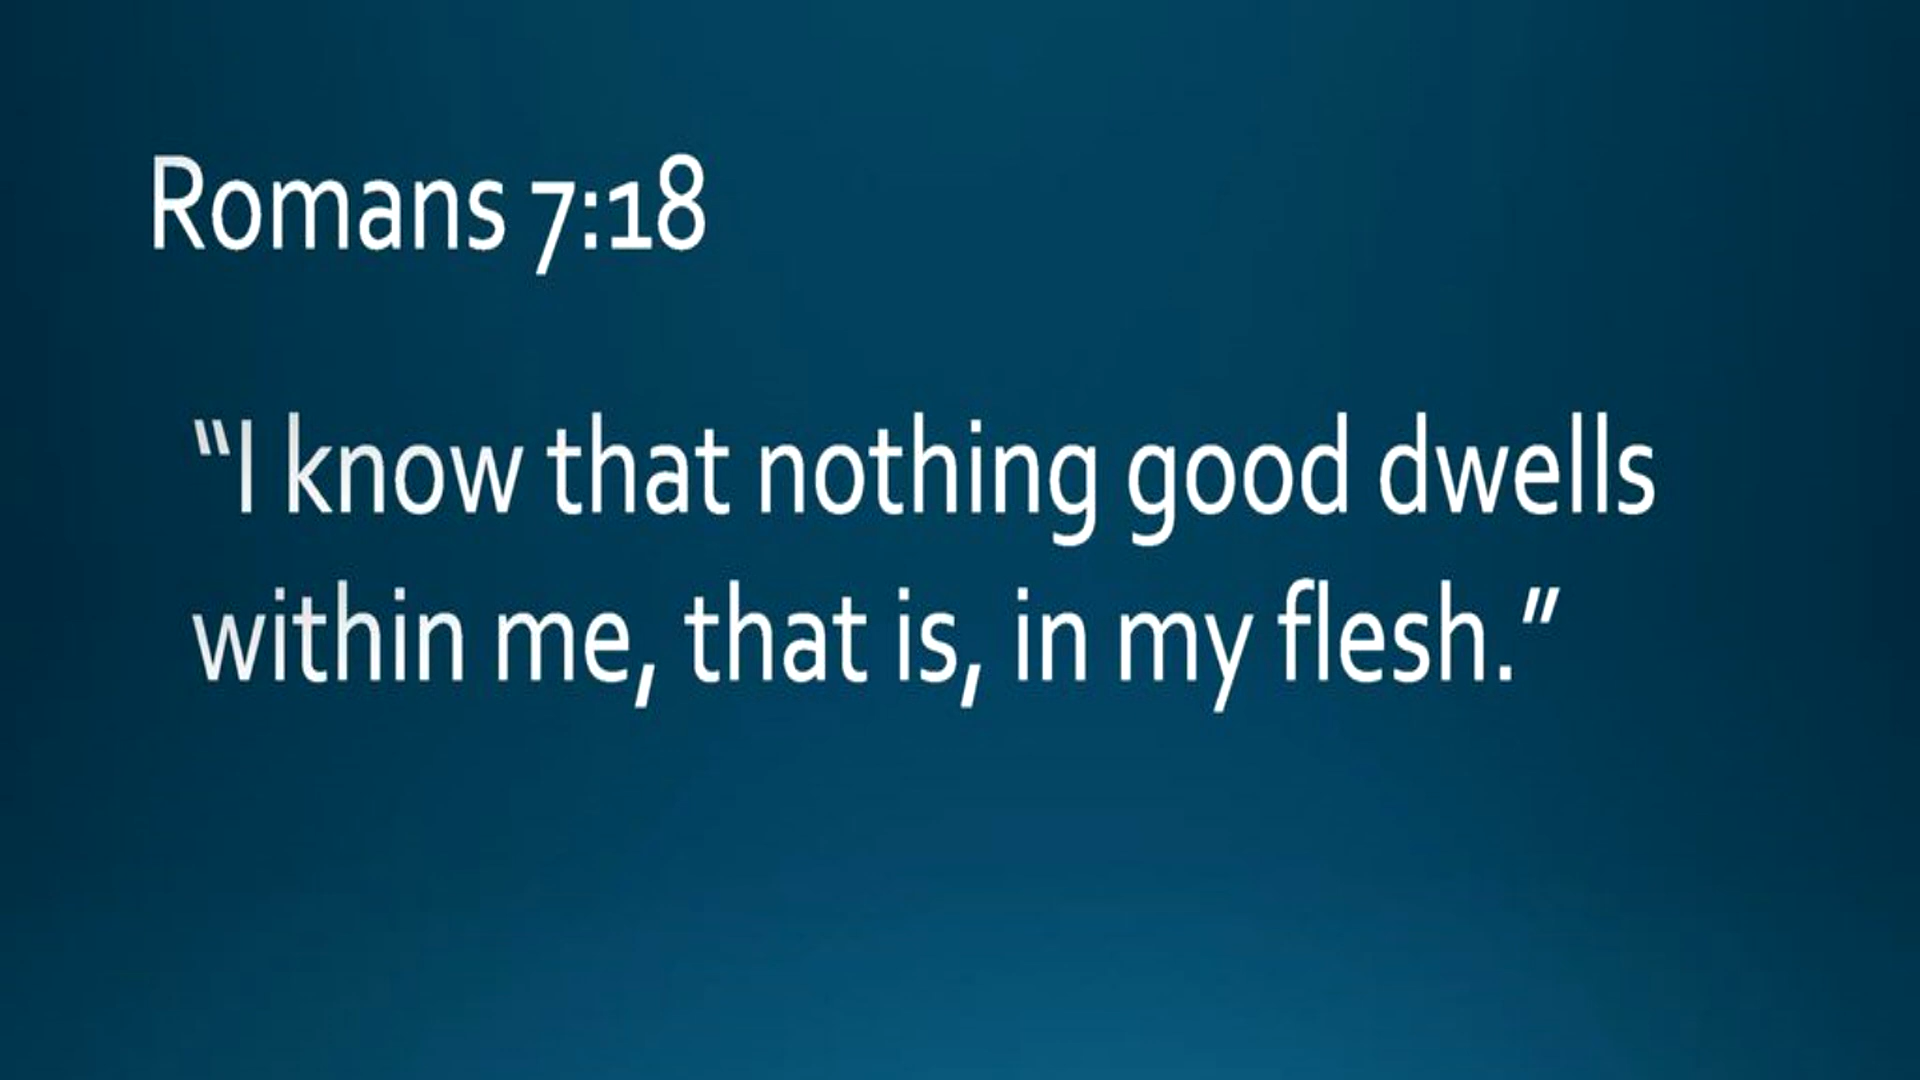 Romans 7:18
“I know that nothing good dwells
within me, that is, in my flesh.”